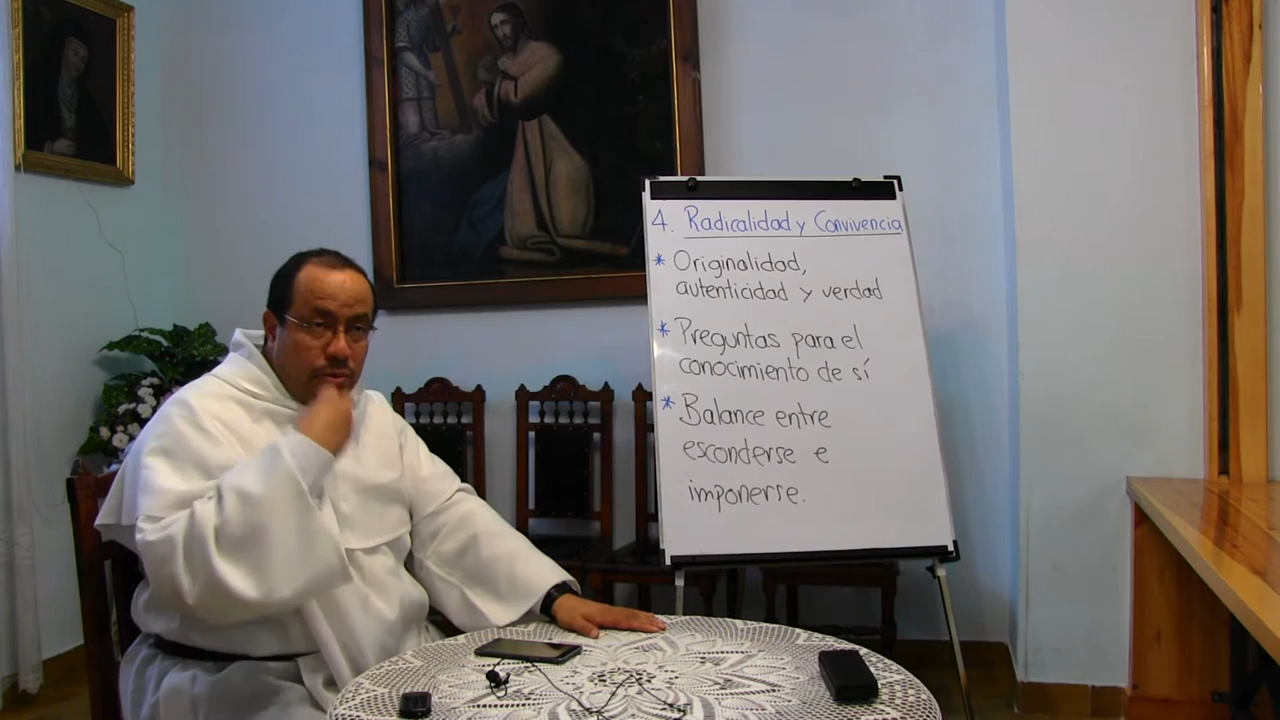 4. Radicalidad y Convivencia
* Originalidad,
autenticidad y verdad
* Preguntas para el
conocimiento de sí
* Balance entre
esconderse e
imponerse.